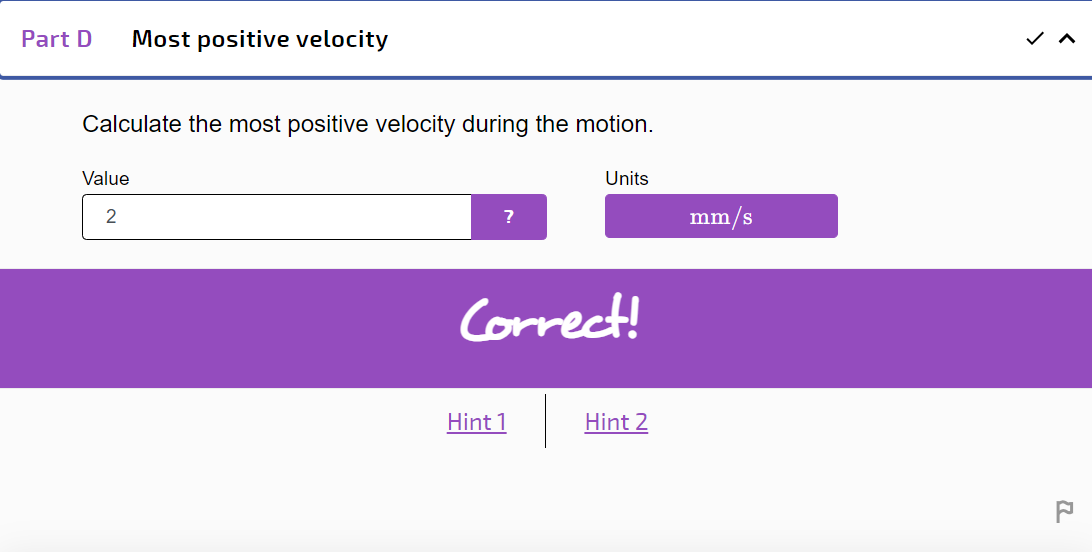 Part D Most positive velocity
Calculate the most positive velocity during the motion.
Value Units
2 ? mm/s
Correct!
Hint 1 Hint 2